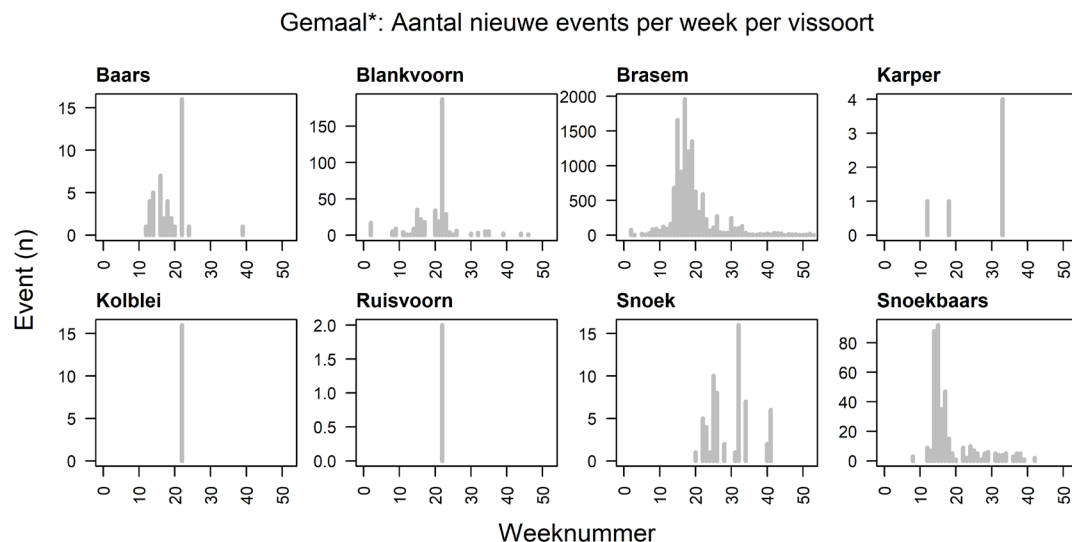 Gemaal*: Aantal nieuwe events per week per vissoort
Baars
Blankvoorn
Brasem
Karper
15
10
5
0
150
100
50
0
2000
1500
1000
500
0
4
3
2
1
0
0 10 20 30 40 50
0 10 20 30 40 50
0 10 20 30 40 50
0 10 20 30 40 50
Event (n)
Kolblei
Ruisvoorn
Snoek
Snoekbaars
15
10
5
0
2.0
1.5
1.0
0.5
0.0
15
10
5
0
80
60
40
20
0
0 10 20 30 40 50
0 10 20 30 40 50
0 10 20 30 40 50
0 10 20 30 40 50
Weeknummer